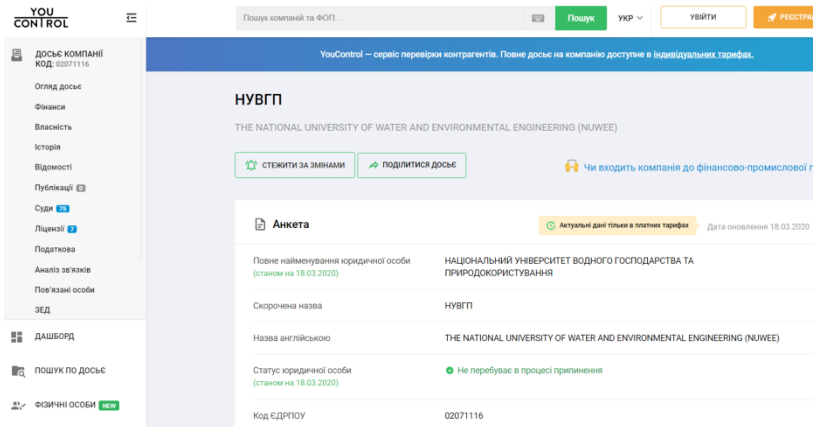 YOU
CONTROL
Пошук компаній та ФОП...
Пошук
УКР
УВІЙТИ
ДОСЬЄ КОМПАНІЇ
КОД: 02071116
Огляд досьє
Фінанси
Власність
Історія
Відомості
Публікації 0
Суди 75
Ліцензії 7
Податкова
Аналіз зв'язків
Пов'язані особи
ЗЕД
ДАШБОРД
ПОШУК ПО ДОСЬЄ
ФІЗИЧНІ ОСОБИ NEW
YouControl — сервіс перевірки контрагентів. Повне досьє на компанію доступне в індивідуальних тарифах.
НУВГП
THE NATIONAL UNIVERSITY OF WATER AND ENVIRONMENTAL ENGINEERING (NUWEE)
СТЕЖИТИ ЗА ЗМІНАМИ
ПОДІЛИТИСЯ ДОСЬЄ
Чи входить компанія до фінансово-промислової
Анкета
Актуальні дані тільки в платних тарифах
Дата оновлення 18.03.2020
Повне найменування юридичної особи
(станом на 18.03.2020)
НАЦІОНАЛЬНИЙ УНІВЕРСИТЕТ ВОДНОГО ГОСПОДАРСТВА ТА
ПРИРОДОКОРИСТУВАННЯ
Скорочена назва
НУВГП
Назва англійською
THE NATIONAL UNIVERSITY OF WATER AND ENVIRONMENTAL ENGINEERING (NUWEE)
Статус юридичної особи
(станом на 18.03.2020)
Не перебуває в процесі припинення
Код ЄДРПОУ
02071116